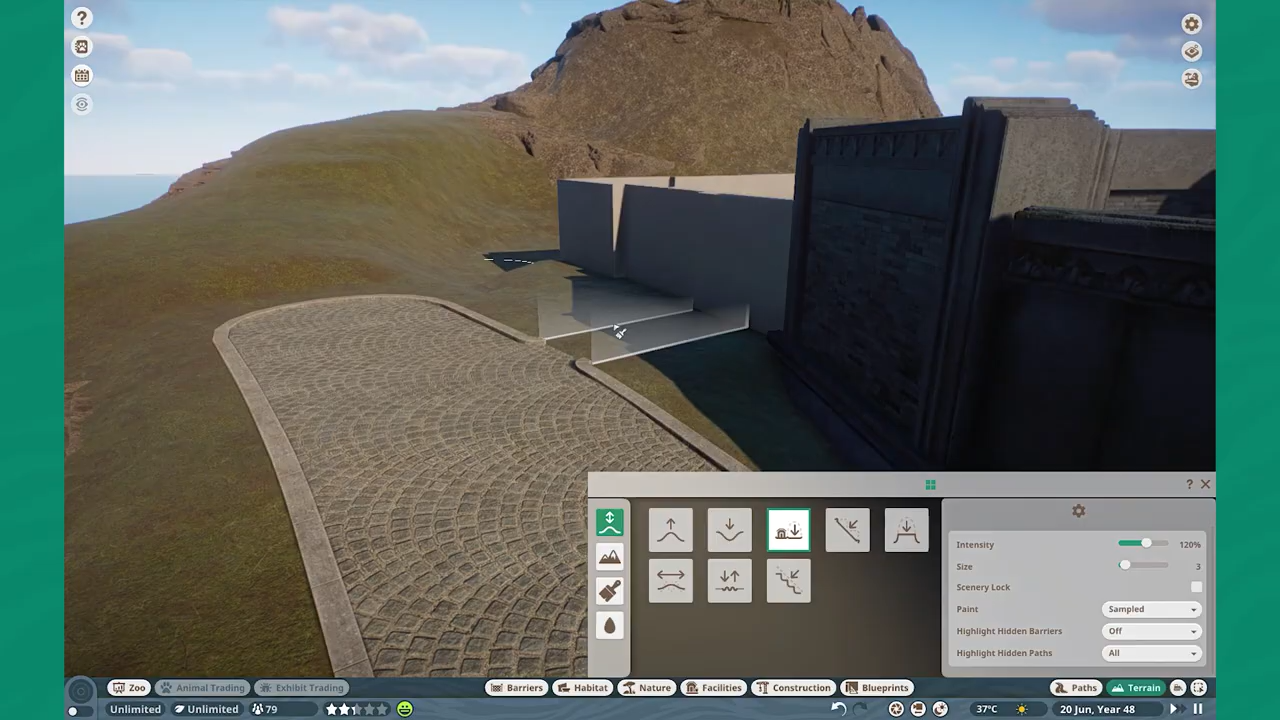 ?
? ×
Intensity 120%
Size 3
Scenery Lock
Paint Sampled
Highlight Hidden Barriers Off
Highlight Hidden Paths All
Zoo Animal Trading Exhibit Trading Barriers Habitat Nature Facilities Construction Blueprints Paths Terrain
Unlimited Unlimited 79 37°C 20 Jun, Year 48